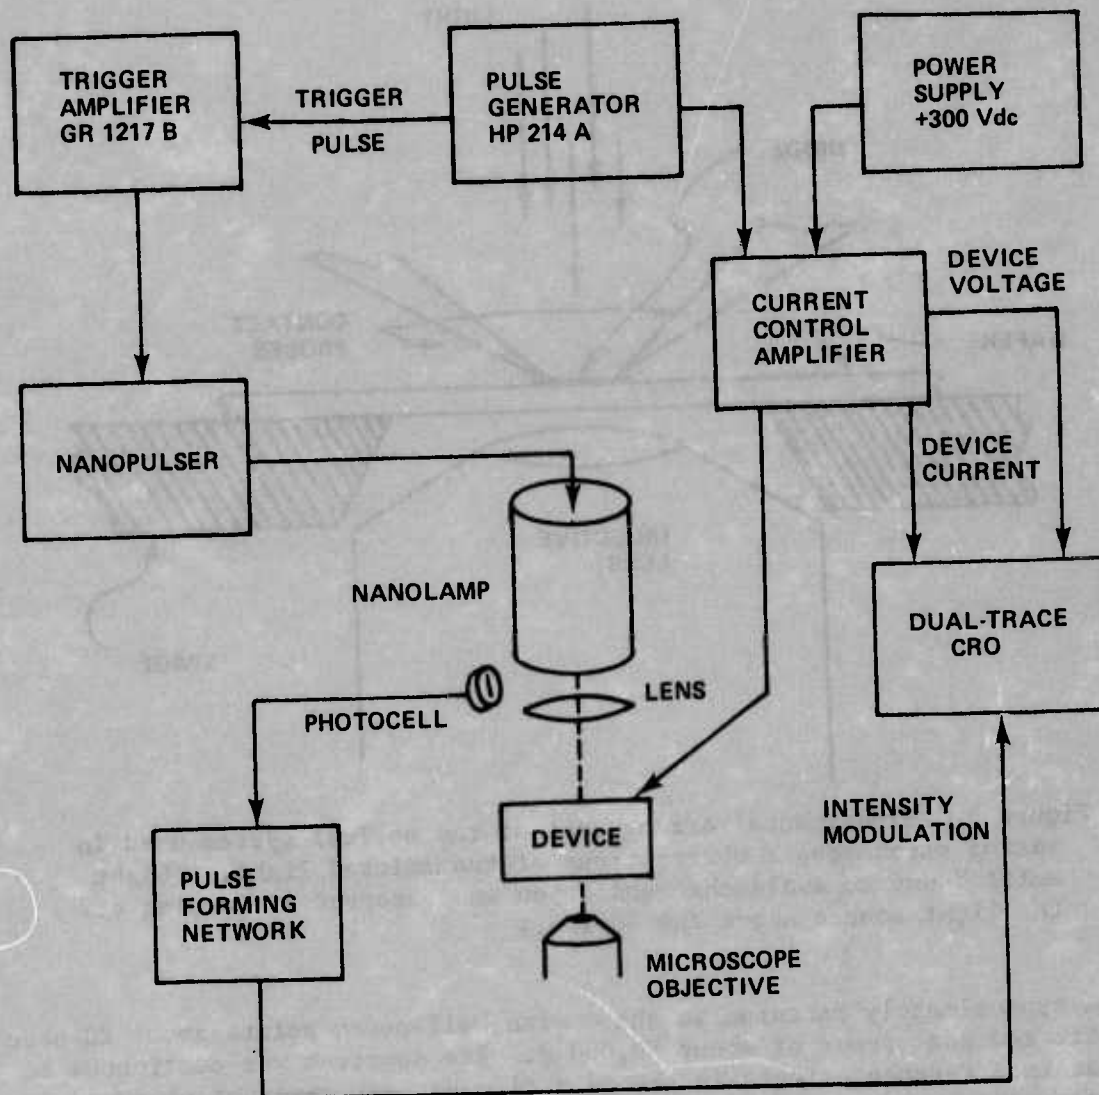 TRIGGER
AMPLIFIER
GR 1217 B
TRIGGER
PULSE
PULSE
GENERATOR
HP 214 A
POWER
SUPPLY
+300 Vdc
CURRENT
CONTROL
AMPLIFIER
DEVICE
VOLTAGE
DEVICE
CURRENT
NANOPULSER
NANOLAMP
LENS
PHOTOCELL
DUAL-TRACE
CRO
DEVICE
INTENSITY
MODULATION
PULSE
FORMING
NETWORK
MICROSCOPE
OBJECTIVE